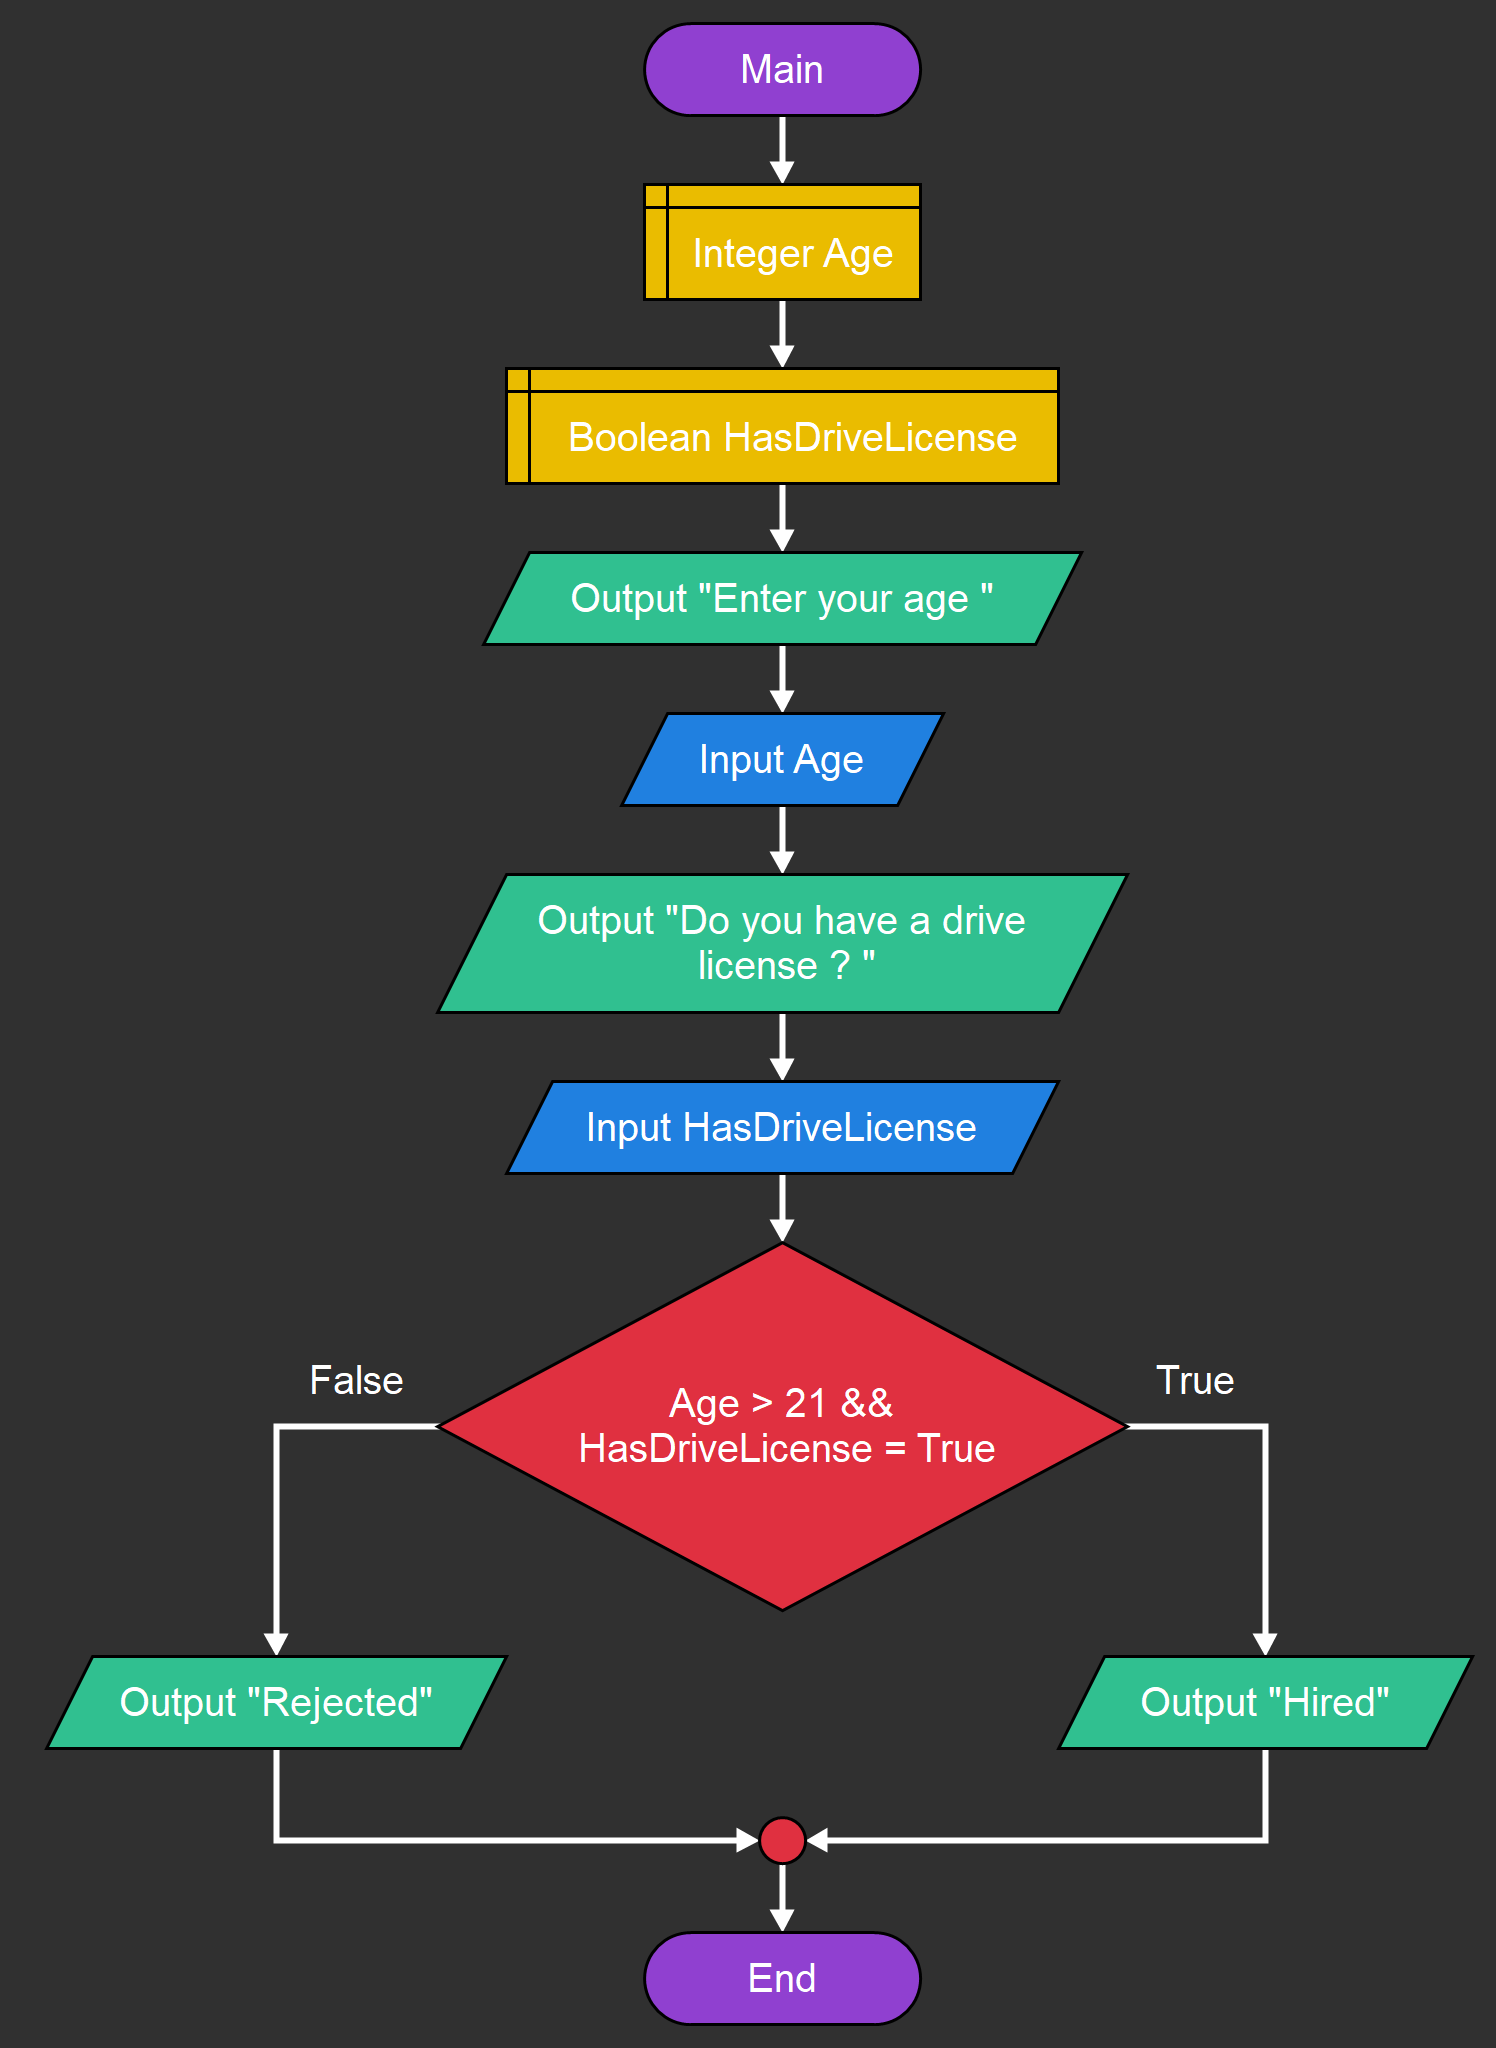 Main
Integer Age
Boolean HasDriveLicense
Output "Enter your age "
Input Age
Output "Do you have a drive
license ? "
Input HasDriveLicense
False
True
Age > 21 &&
HasDriveLicense = True
Output "Rejected"
Output "Hired"
End